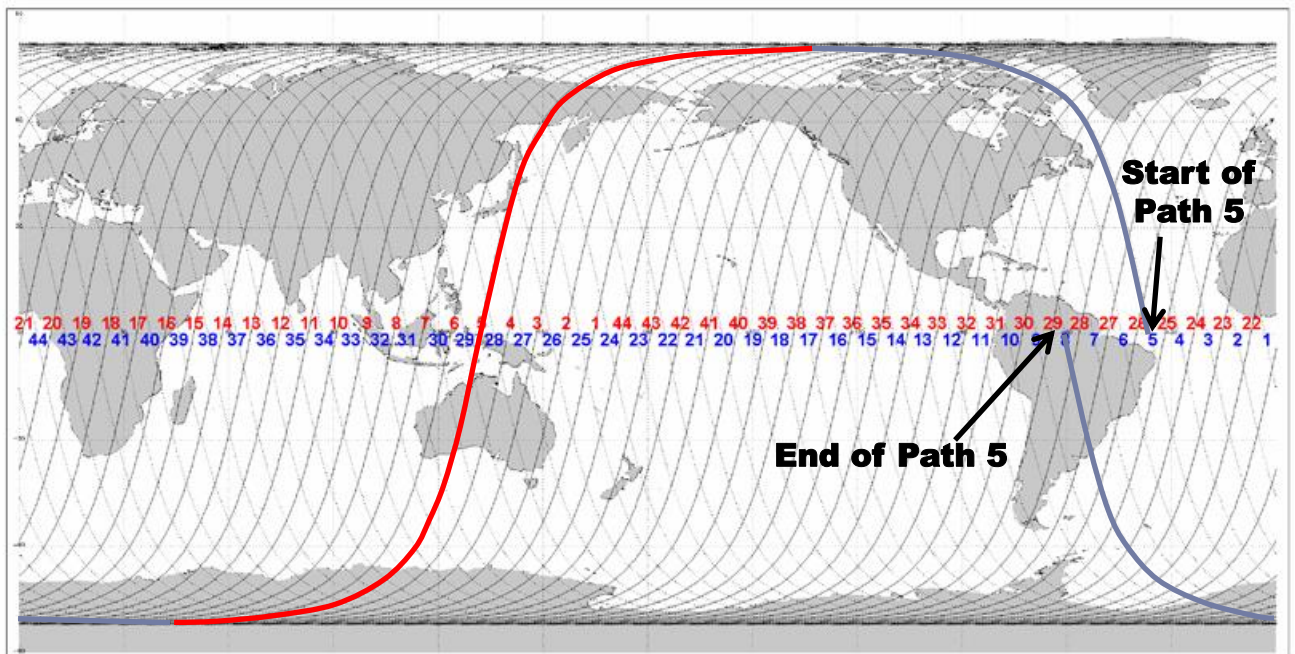 Start of
Path 5
21 20 19 18 17 16 15 14 13 12 11 10 9 8 7 6 5 4 3 2 1 44 43 42 41 40 39 38 37 36 35 34 33 32 31 30 29 28 27 26 25 24 23 22
44 43 42 41 40 39 38 37 36 35 34 33 32 31 30 29 28 27 26 25 24 23 22 21 20 19 18 17 16 15 14 13 12 11 10 9 8 7 6 5 4 3 2 1
End of Path 5